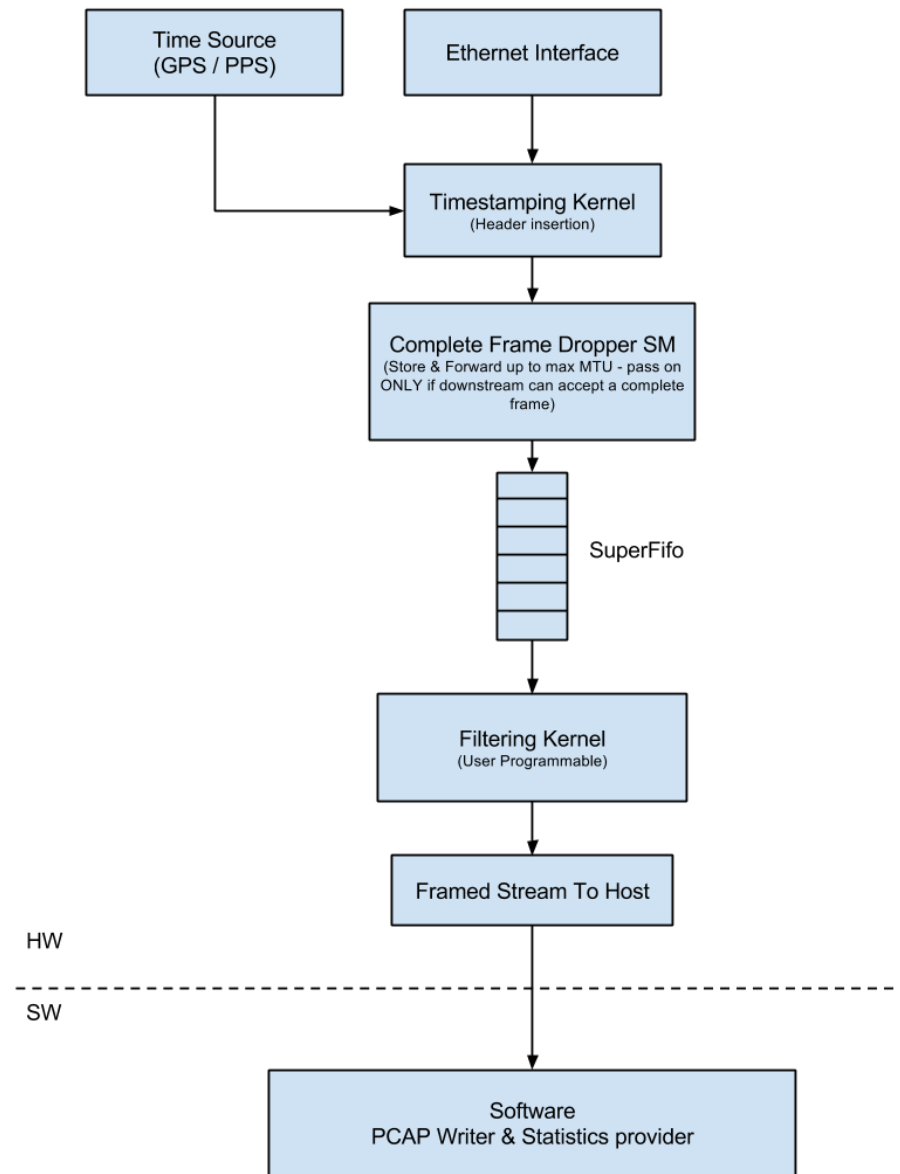 Time Source
(GPS / PPS)
Ethernet Interface
Timestamping Kernel
(Header insertion)
Complete Frame Dropper SM
(Store & Forward up to max MTU - pass on
ONLY if downstream can accept a complete
frame)
SuperFifo
Filtering Kernel
(User Programmable)
Framed Stream To Host
HW
SW
Software
PCAP Writer & Statistics provider